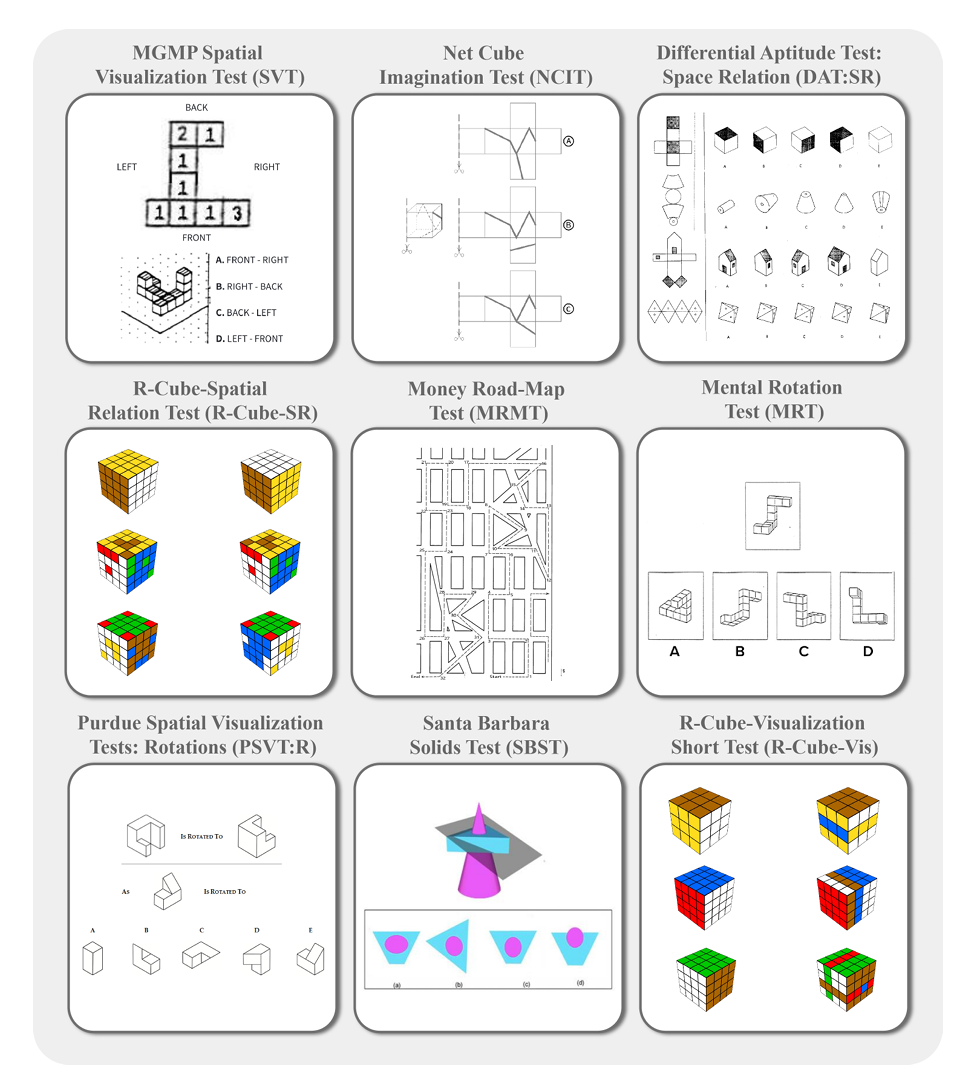 MGMP Spatial
Visualization Test (SVT)
Net Cube
Imagination Test (NCIT)
Differential Aptitude Test:
Space Relation (DAT:SR)
BACK
2 1
LEFT
1
RIGHT
1
1 1 1 3
FRONT
A. FRONT - RIGHT
B. RIGHT - BACK
C. BACK - LEFT
D. LEFT - FRONT
A
B
C
A B C D E
A B C D E
A B C D E
A B C D E
R-Cube-Spatial
Relation Test (R-Cube-SR)
Money Road-Map
Test (MRMT)
Mental Rotation
Test (MRT)
End
Start
A B C D
Purdue Spatial Visualization
Tests: Rotations (PSVT:R)
Santa Barbara
Solids Test (SBST)
R-Cube-Visualization
Short Test (R-Cube-Vis)
IS ROTATED TO
AS
IS ROTATED TO
A B C D E
(a) (b) (c) (d)